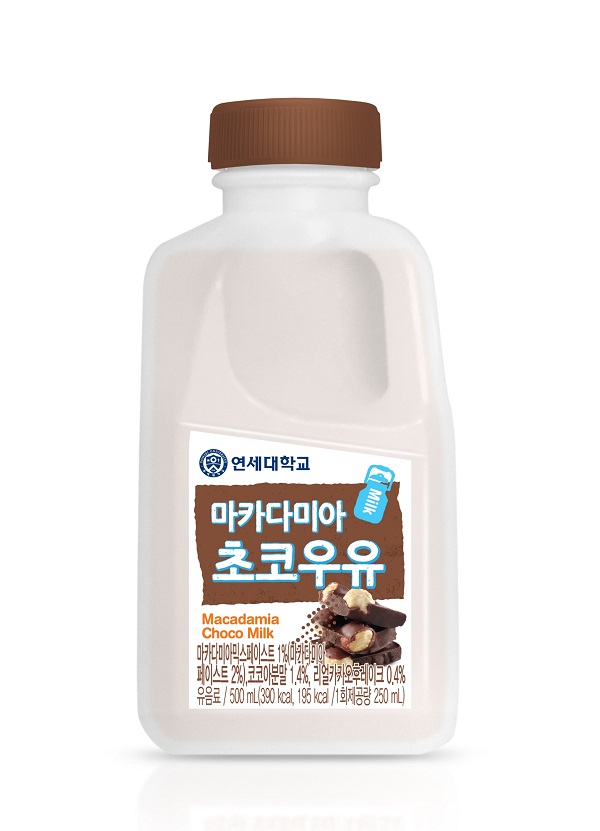 연세대학교
Milk
마카다미아
초코우유
Macadamia
Choco Milk
마카다미아믹스페이스트 1%(마카다미아
페이스트 2%), 코코아분말 1.4%, 리얼카카오후레이크 0.4%
유음료 / 500 mL(390 kcal, 195 kcal /1회제공량 250 mL)